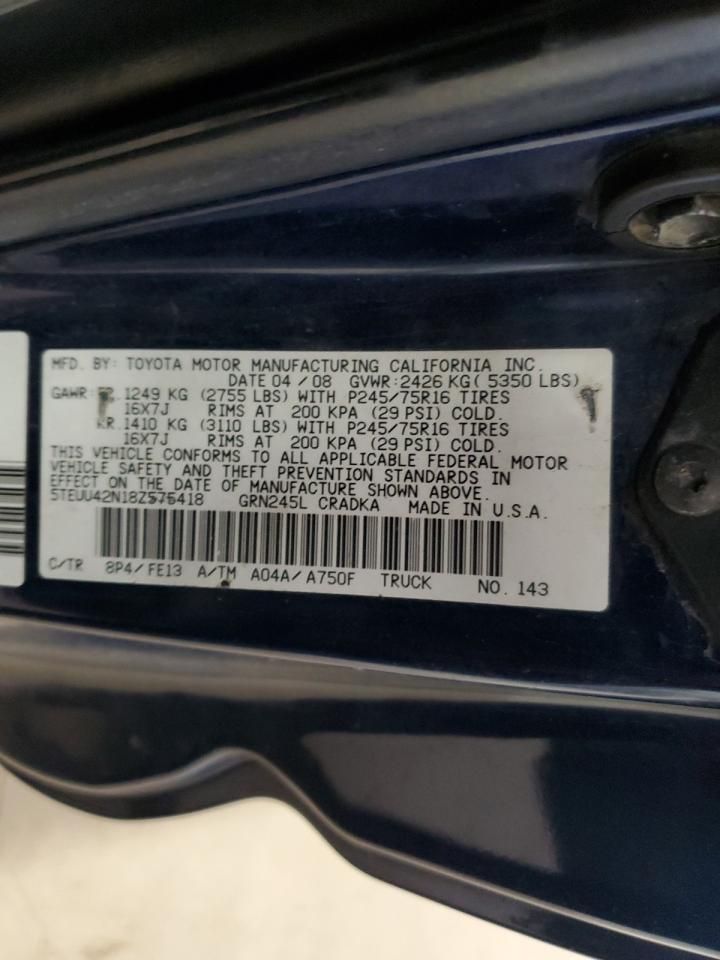 MFD. BY: TOYOTA MOTOR MANUFACTURING CALIFORNIA INC.
DATE 04 / 08 GVWR:2426 KG( 5350 LBS)
GAWR: 1249 KG (2755 LBS) WITH P245/75R16 TIRES
16X7J RIMS AT 200 KPA (29 PSI) COLD.
RR.1410 KG (3110 LBS) WITH P245/75R16 TIRES
16X7J RIMS AT 200 KPA (29 PSI) COLD.
THIS VEHICLE CONFORMS TO ALL APPLICABLE FEDERAL MOTOR
VEHICLE SAFETY AND THEFT PREVENTION STANDARDS IN
EFFECT ON THE DATE OF MANUFACTURE SHOWN ABOVE.
5TEUU42N18Z575418 GRN245L CRADKA MADE IN U.S.A.
C/TR 8P4/ FE13 A/TM A04A/ A750F TRUCK NO. 143